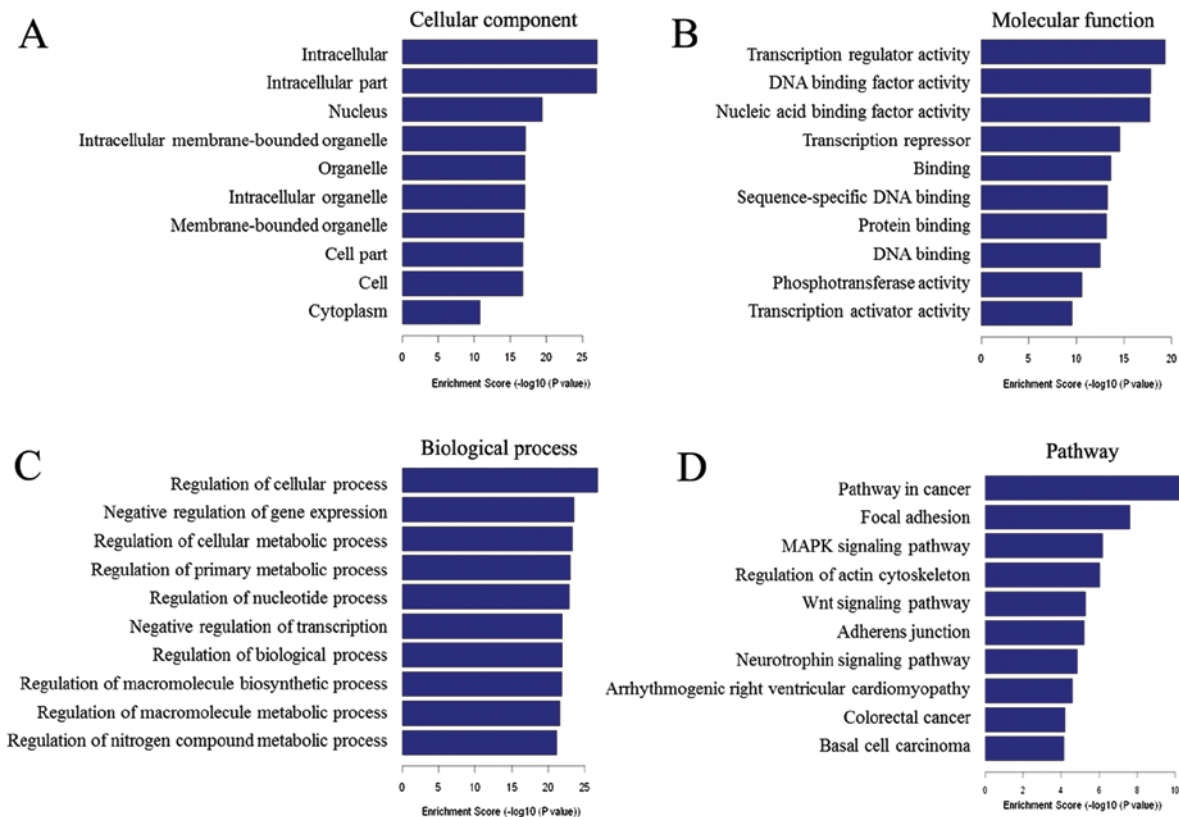 A
Cellular component
Intracellular
Intracellular part
Nucleus
Intracellular membrane-bounded organelle
Organelle
Intracellular organelle
Membrane-bounded organelle
Cell part
Cell
Cytoplasm
0 5 10 15 20 25
Enrichment Score (-log10 (P value))
B
Molecular function
Transcription regulator activity
DNA binding factor activity
Nucleic acid binding factor activity
Transcription repressor
Binding
Sequence-specific DNA binding
Protein binding
DNA binding
Phosphotransferase activity
Transcription activator activity
0 5 10 15 20
Enrichment Score (-log10 (P value))
C
Biological process
Regulation of cellular process
Negative regulation of gene expression
Regulation of cellular metabolic process
Regulation of primary metabolic process
Regulation of nucleotide process
Negative regulation of transcription
Regulation of biological process
Regulation of macromolecule biosynthetic process
Regulation of macromolecule metabolic process
Regulation of nitrogen compound metabolic process
0 5 10 15 20 25
Enrichment Score (-log10 (P value))
D
Pathway
Pathway in cancer
Focal adhesion
MAPK signaling pathway
Regulation of actin cytoskeleton
Wnt signaling pathway
Adherens junction
Neurotrophin signaling pathway
Arrhythmogenic right ventricular cardiomyopathy
Colorectal cancer
Basal cell carcinoma
0 2 4 6 8 10
Enrichment Score (-log10 (P value))